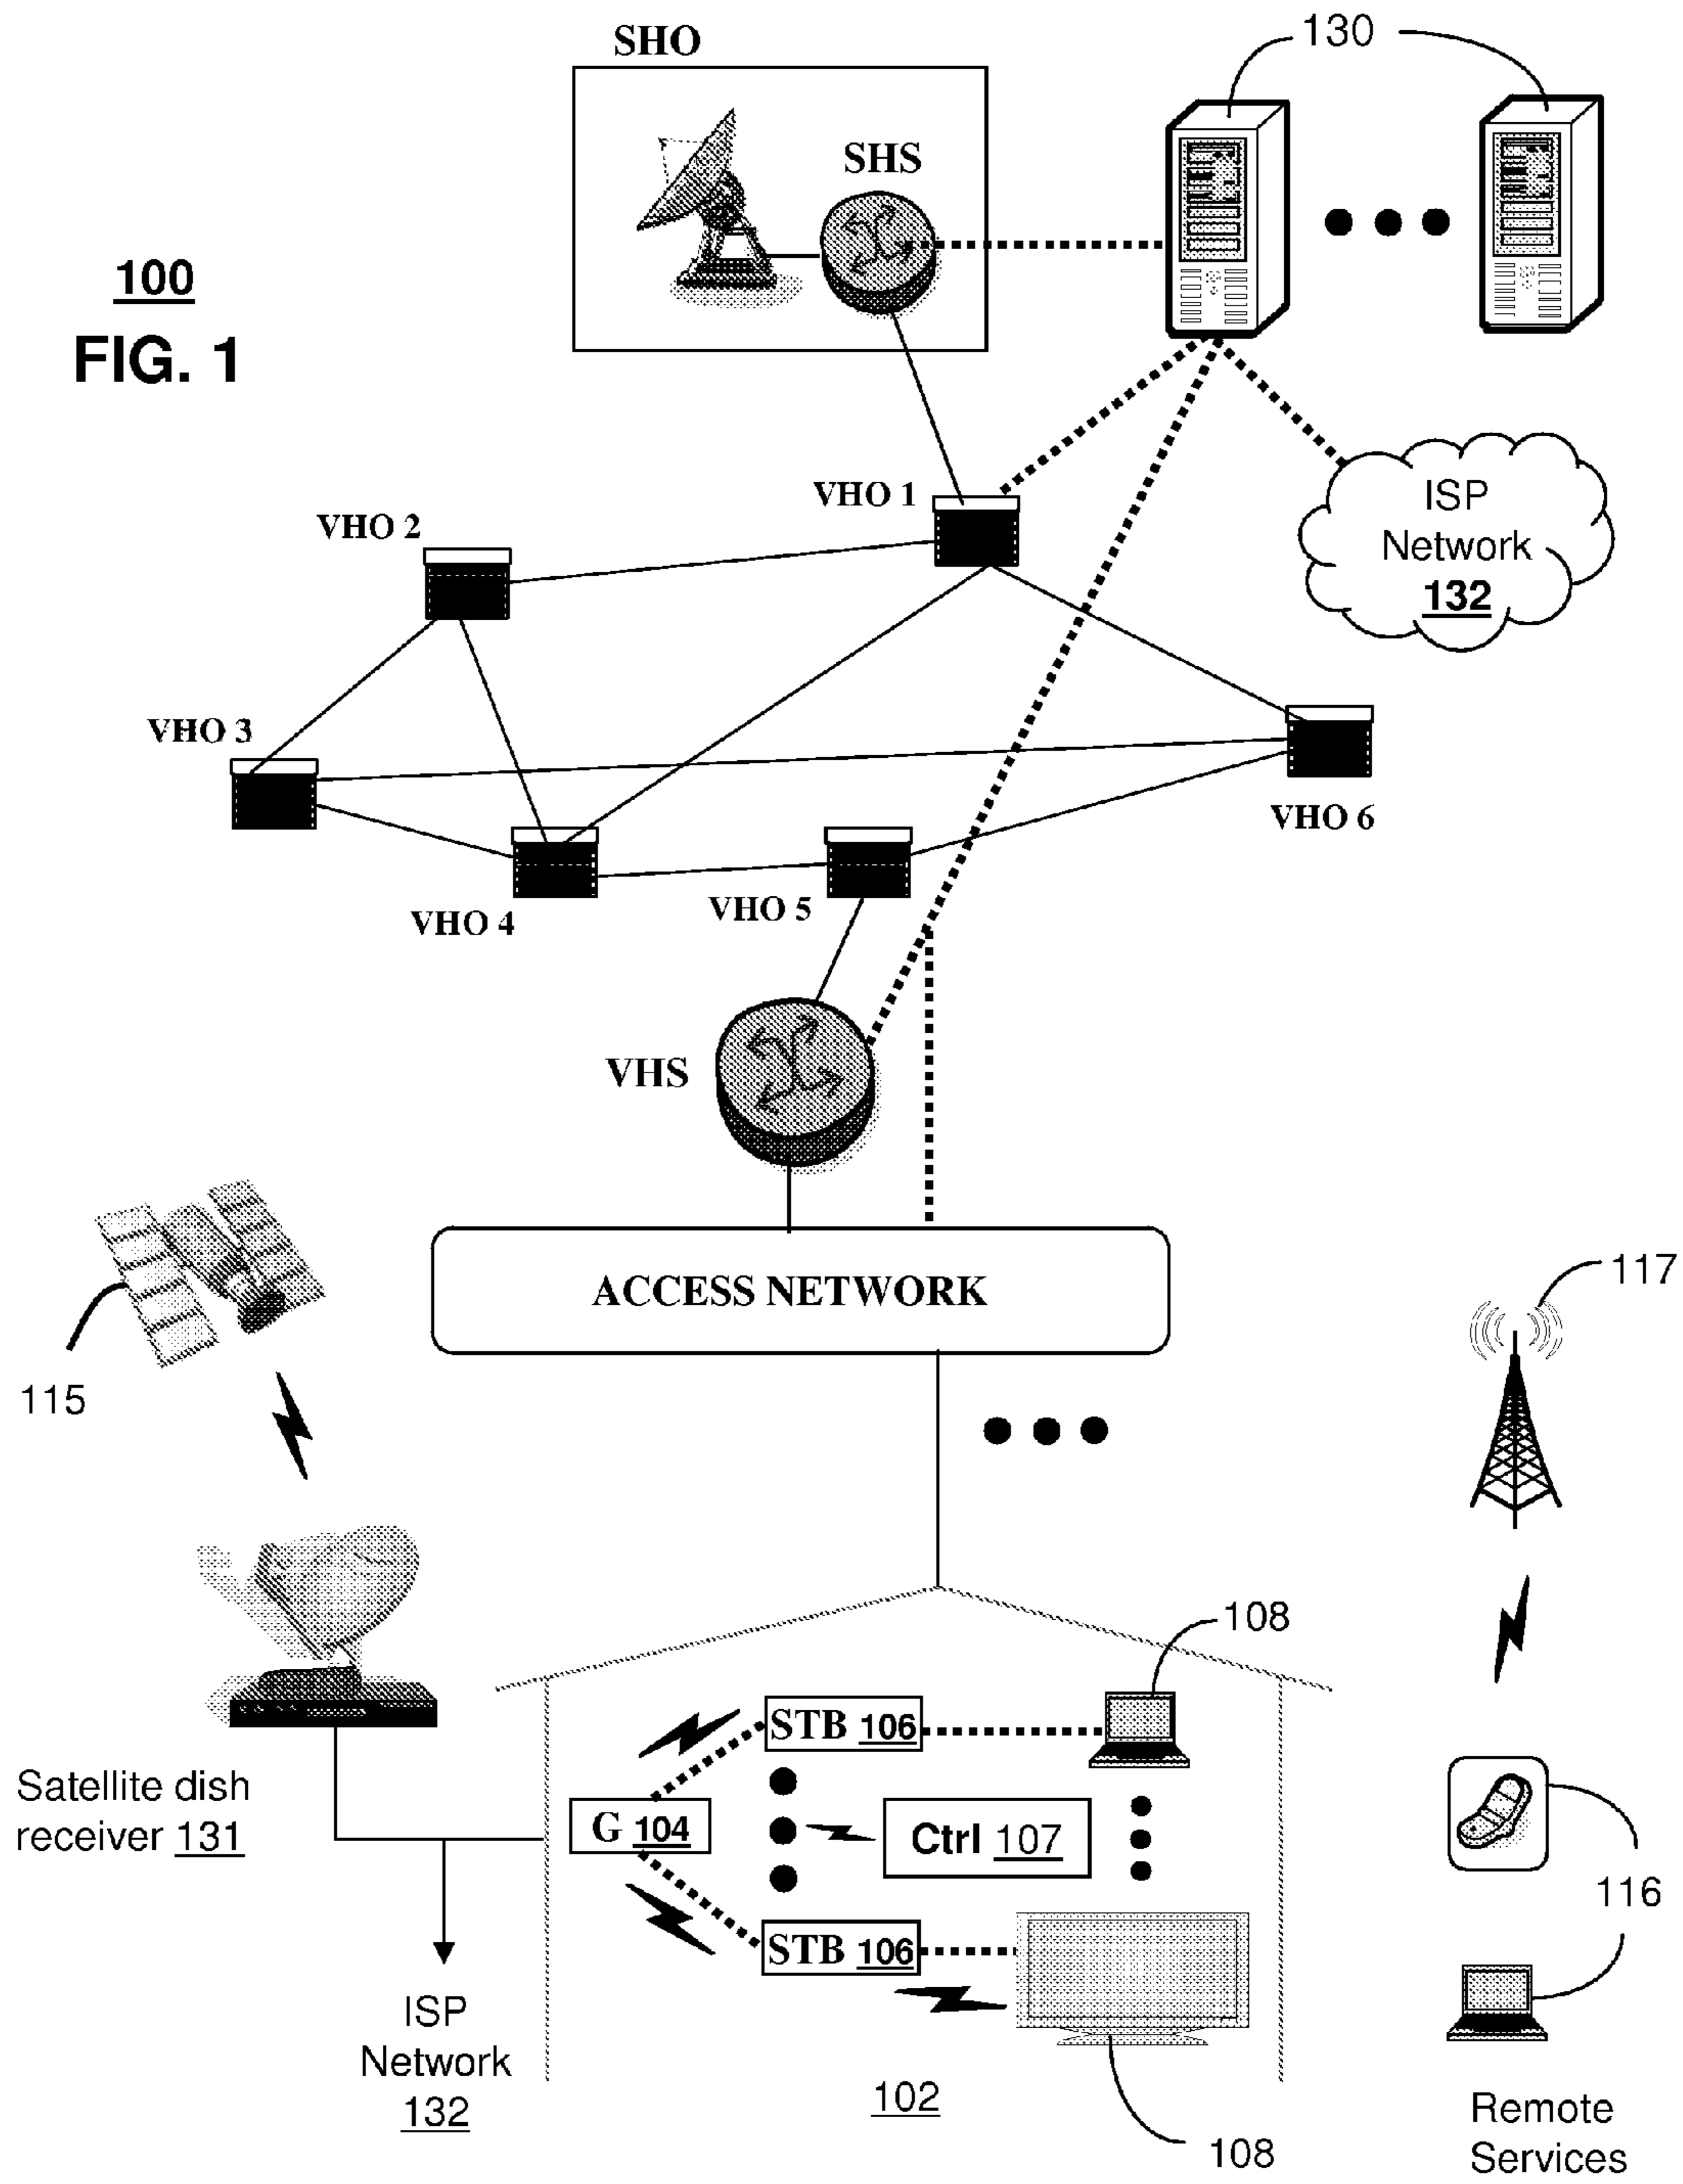 SHO
130
SHS
100
FIG. 1
ISP
Network
132
VHO 1
VHO 2
VHO 3
VHO 6
VHO 4
VHO 5
VHS
ACCESS NETWORK
117
115
108
STB 106
Satellite dish
receiver 131
G 104
Ctrl 107
116
STB 106
ISP
Network
132
102
108
Remote
Services